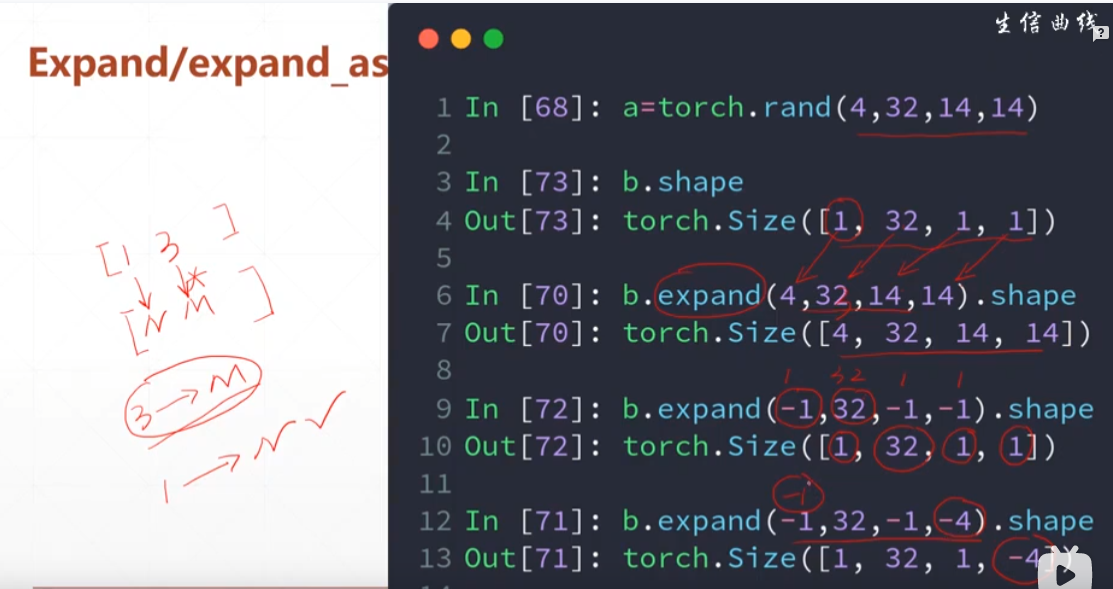 生信曲线
?
Expand/expand_as
1 In [68]: a=torch.rand(4,32,14,14)
2
3 In [73]: b.shape
4 Out[73]: torch.Size([1, 32, 1, 1])
5
6 In [70]: b.expand(4,32,14,14).shape
7 Out[70]: torch.Size([4, 32, 14, 14])
8
1 32 1 1
9 In [72]: b.expand(-1,32,-1,-1).shape
10 Out[72]: torch.Size([1, 32, 1, 1])
11
-1
12 In [71]: b.expand(-1,32,-1,-4).shape
13 Out[71]: torch.Size([1, 32, 1, -4])
[1 3 ]
[N M ]
3 → M
1 → N ✓